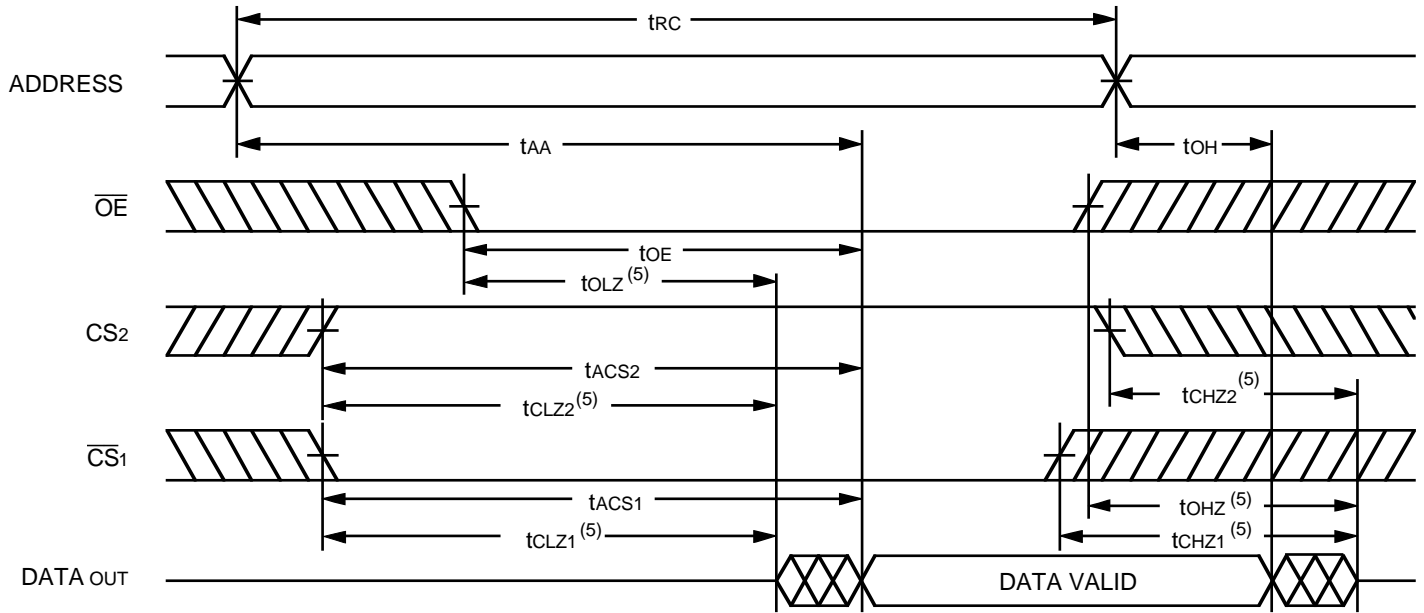 tRC
ADDRESS
tAA
tOH
OE
tOE
tOLZ (5)
CS2
tACS2
tCLZ2 (5)
tCHZ2 (5)
CS1
tACS1
tOHZ (5)
tCLZ1 (5)
tCHZ1 (5)
DATA OUT
DATA VALID